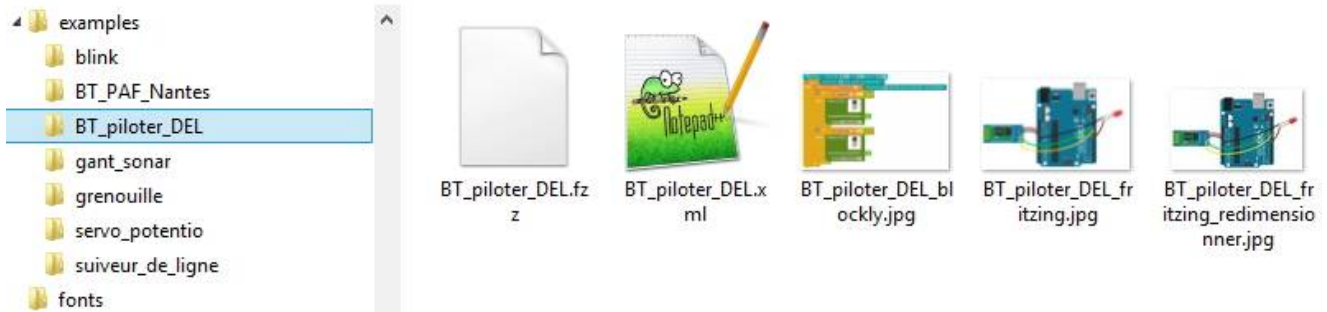 examples
blink
BT_PAF_Nantes
BT_piloter_DEL
gant_sonar
grenouille
servo_potentio
suiveur_de_ligne
fonts
Notepad++
BT_piloter_DEL.fz
z
BT_piloter_DEL.x
ml
BT_piloter_DEL_bl
ockly.jpg
BT_piloter_DEL_fr
itzing.jpg
BT_piloter_DEL_fr
itzing_redimensio
nner.jpg